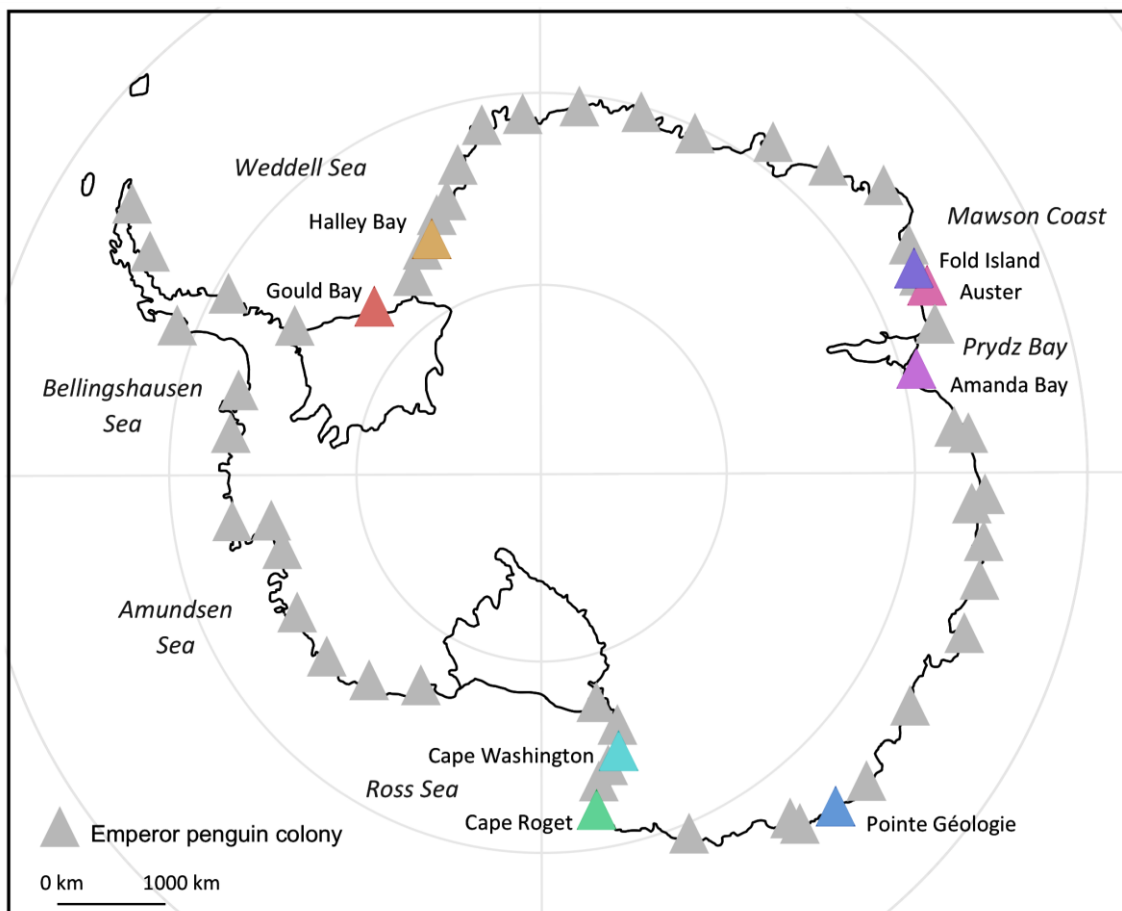 Weddell Sea
Halley Bay
Mawson Coast
Fold Island
Gould Bay
Auster
Prydz Bay
Bellingshausen
Sea
Amanda Bay
Amundsen
Sea
Cape Washington
Ross Sea
Cape Roget
Pointe Géologie
Emperor penguin colony
0 km 1000 km